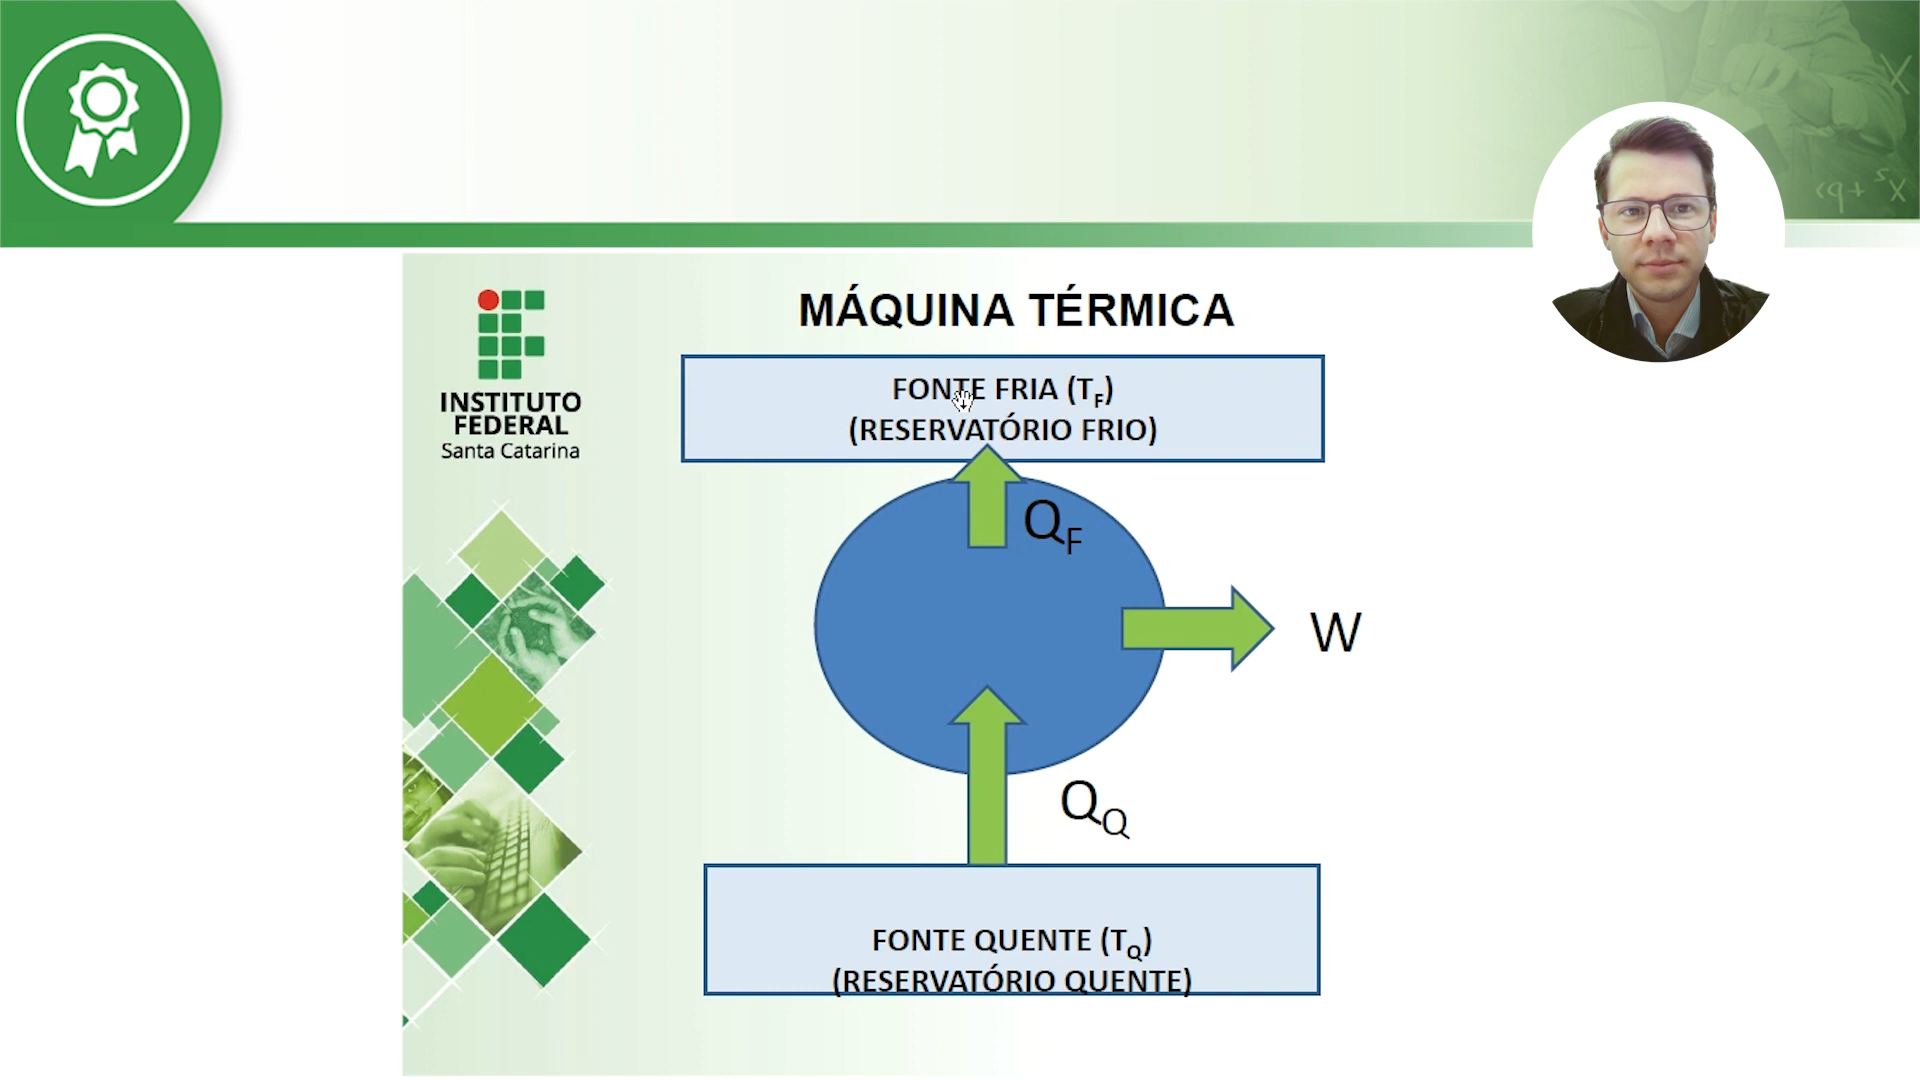 MÁQUINA TÉRMICA
FONTE FRIA (TF)
(RESERVATÓRIO FRIO)
INSTITUTO
FEDERAL
Santa Catarina
QF
W
QQ
FONTE QUENTE (TQ)
(RESERVATÓRIO QUENTE)